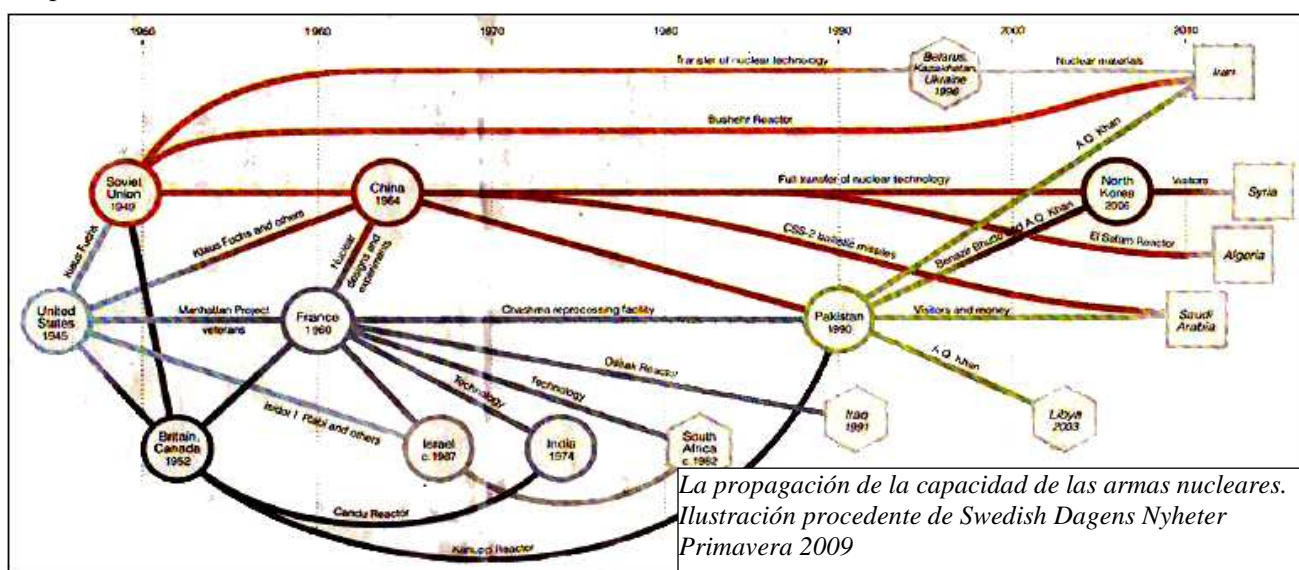 1950 1960 1970 1980 1990 2000 2010
Transfer of nuclear technology
Belarus,
Kazakhstan,
Ukraine
1996
Nuclear materials
Iran
Bushehr Reactor
A.Q. Khan
Soviet
Union
1949
China
1964
Full transfer of nuclear technology
North
Korea
2006
Visitors
Syria
Klaus Fuchs
Klaus Fuchs and others
Nuclear
designs and
experiments
CSS-2 ballistic missiles
Benazir Bhutto and A.Q. Khan
El Salam Reactor
Algeria
United
States
1945
Manhattan Project
veterans
France
1960
Chashma reprocessing facility
Pakistan
1990
Visitors and money
Saudi
Arabia
Osirak Reactor
A.Q. Khan
Technology
Technology
Isidor I. Rabi and others
Britain,
Canada
1952
Israel
c. 1967
India
1974
South
Africa
c. 1982
Iraq
1991
Libya
2003
Candu Reactor
Kanupp Reactor
La propagación de la capacidad de las armas nucleares.
Ilustración procedente de Swedish Dagens Nyheter
Primavera 2009